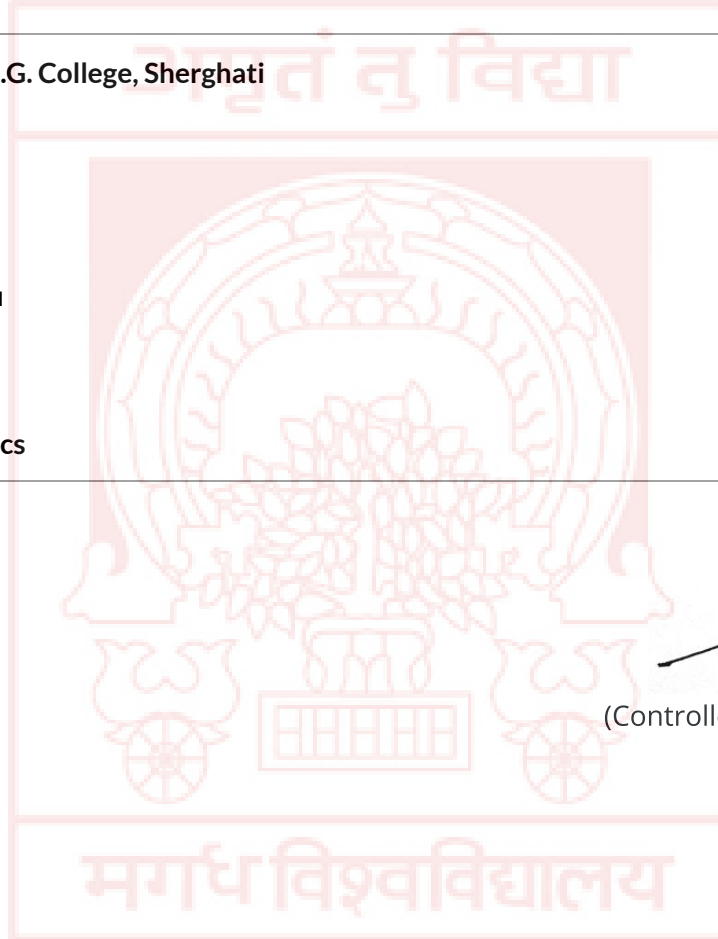 अमृतं तु विद्या
.G. College, Sherghati
cs
(Controll
मगध विश्वविद्यालय